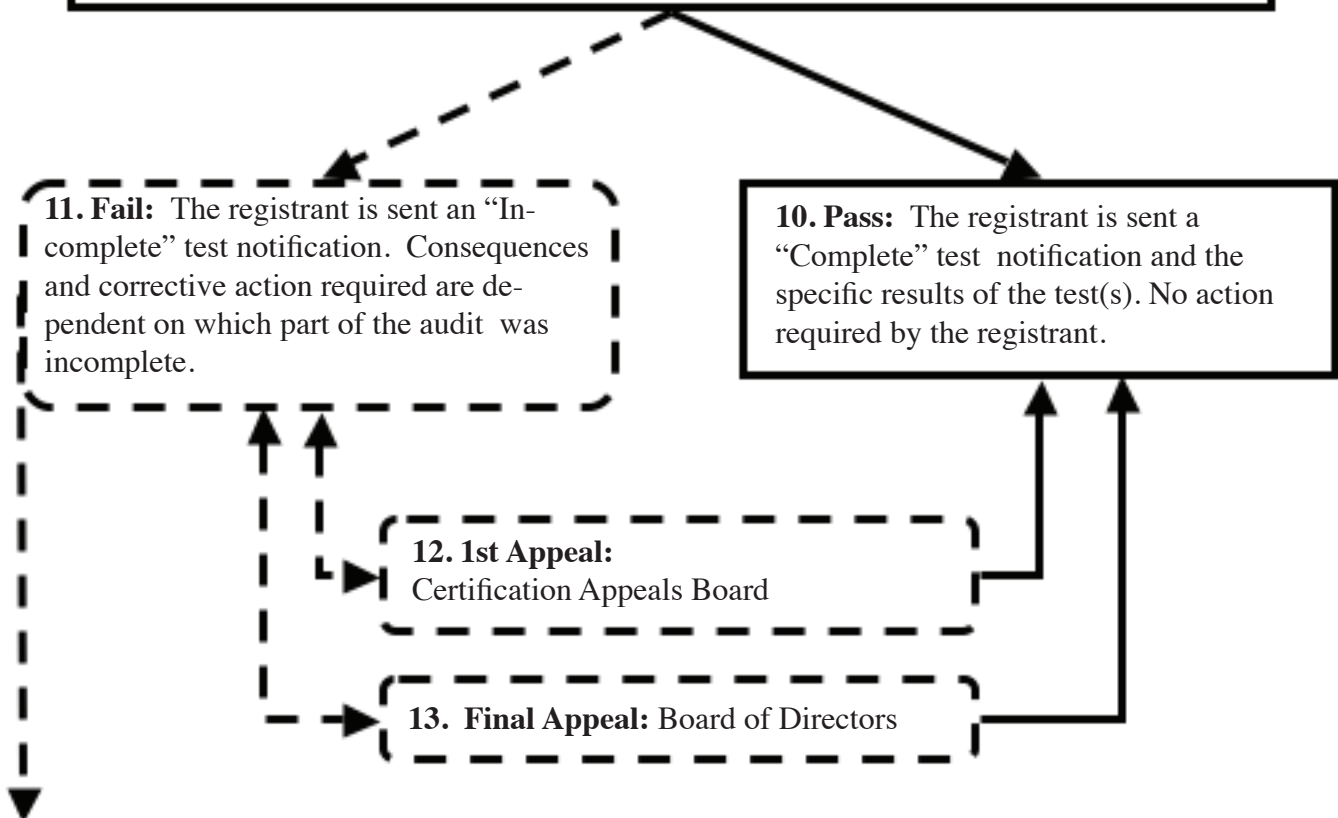 11. Fail:  The registrant is sent an “In-
complete” test notification.  Consequences
and corrective action required are de-
pendent on which part of the audit  was
incomplete.
10. Pass:  The registrant is sent a
“Complete” test  notification and the
specific results of the test(s). No action
required by the registrant.
12. 1st Appeal:
Certification Appeals Board
13.  Final Appeal: Board of Directors